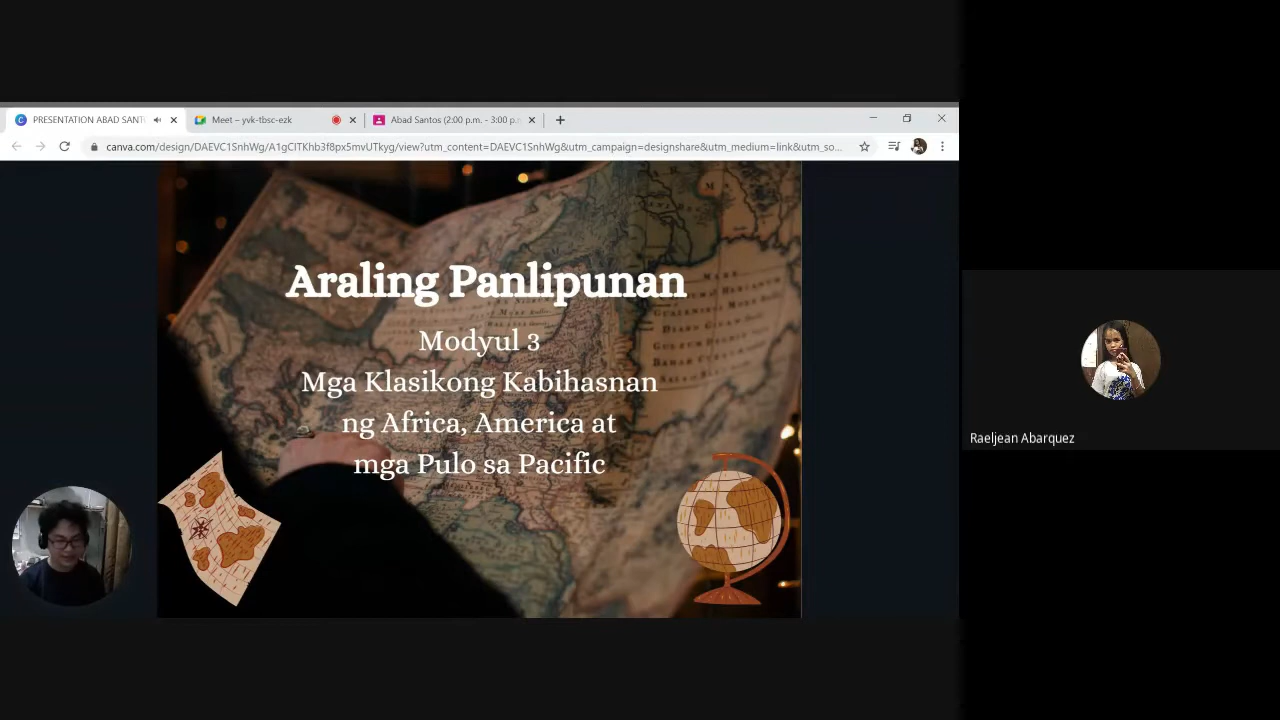 PRESENTATION ABAD SANT
Meet – yvk-tbsc-ezk
Abad Santos (2:00 p.m. - 3:00 p.m
canva.com/design/DAEVC1SnhWg/A1gCITKhb3f8px5mvUTkyg/view?utm_content=DAEVC1SnhWg&utm_campaign=designshare&utm_medium=link&utm_so...
Araling Panlipunan
Modyul 3
Mga Klasikong Kabihasnan
ng Africa, America at
mga Pulo sa Pacific
Raeljean Abarquez